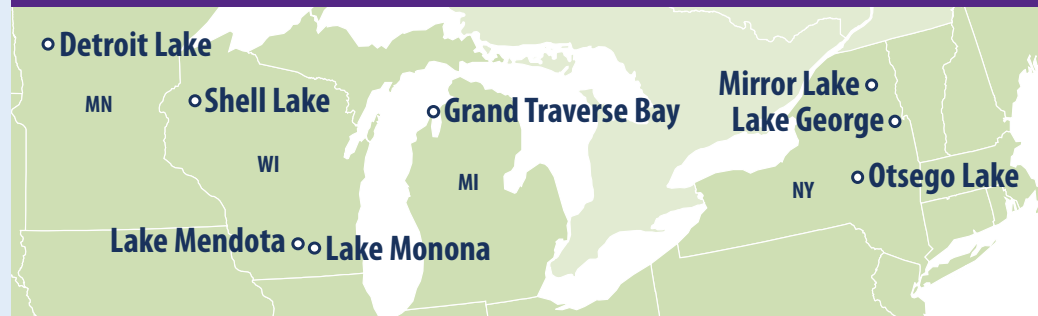 Detroit Lake
MN
Shell Lake
WI
Lake Mendota
Lake Monona
Grand Traverse Bay
MI
Mirror Lake
Lake George
Otsego Lake
NY